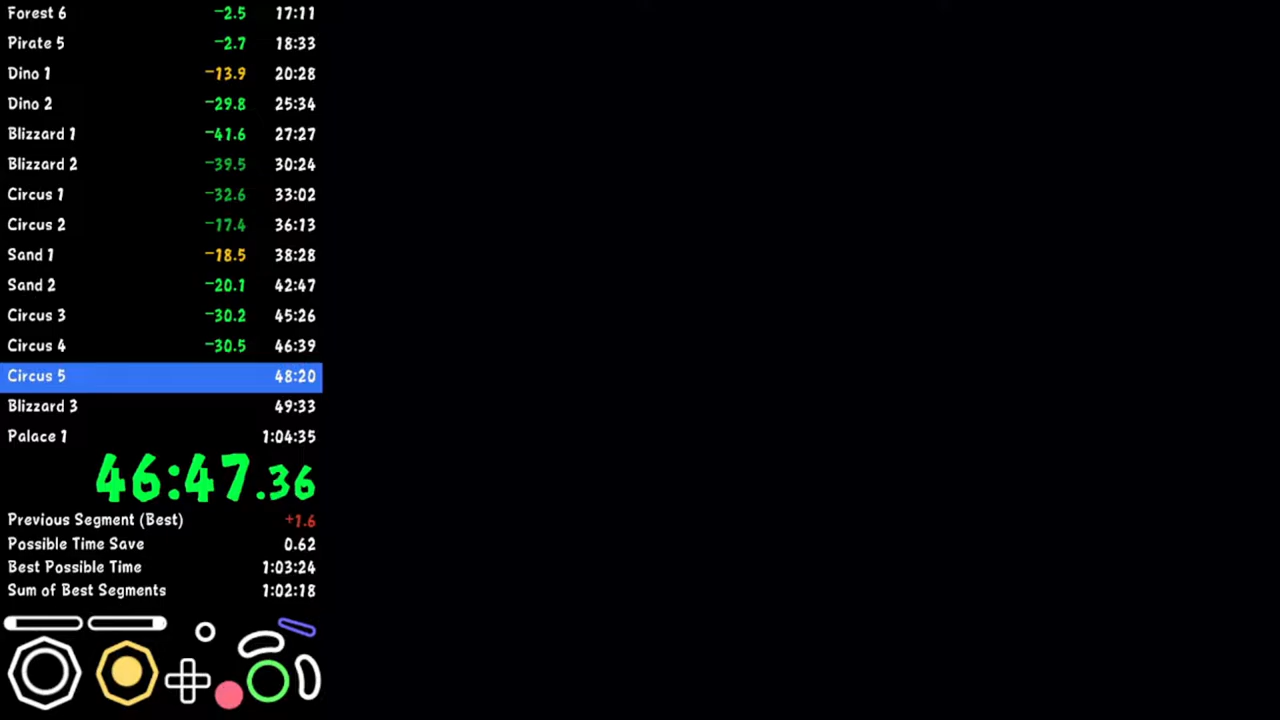 Forest 6 −2.5 17:11
Pirate 5 −2.7 18:33
Dino 1 −13.9 20:28
Dino 2 −29.8 25:34
Blizzard 1 −41.6 27:27
Blizzard 2 −39.5 30:24
Circus 1 −32.6 33:02
Circus 2 −17.4 36:13
Sand 1 −18.5 38:28
Sand 2 −20.1 42:47
Circus 3 −30.2 45:26
Circus 4 −30.5 46:39
Circus 5 48:20
Blizzard 3 49:33
Palace 1 1:04:35
46:47.36
Previous Segment (Best) +1.6
Possible Time Save 0.62
Best Possible Time 1:03:24
Sum of Best Segments 1:02:18